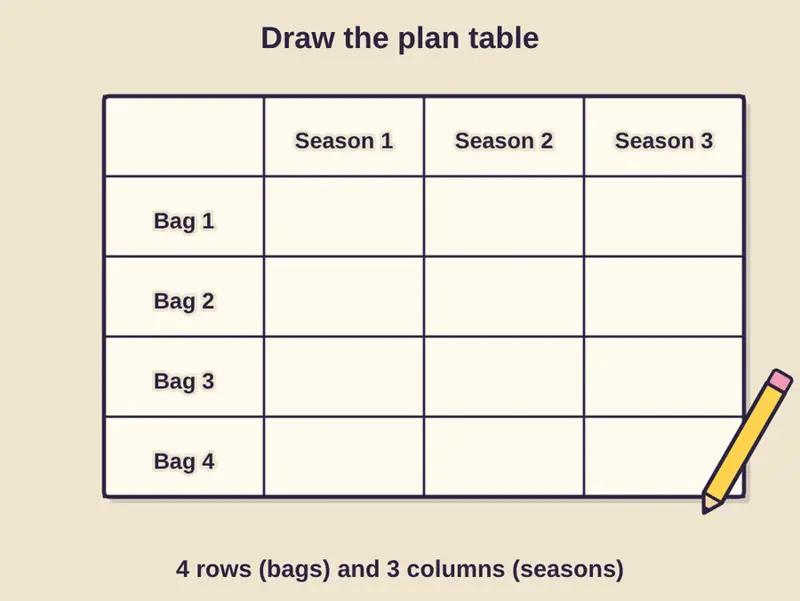 Draw the plan table
Season 1 Season 2 Season 3
Bag 1
Bag 2
Bag 3
Bag 4
4 rows (bags) and 3 columns (seasons)